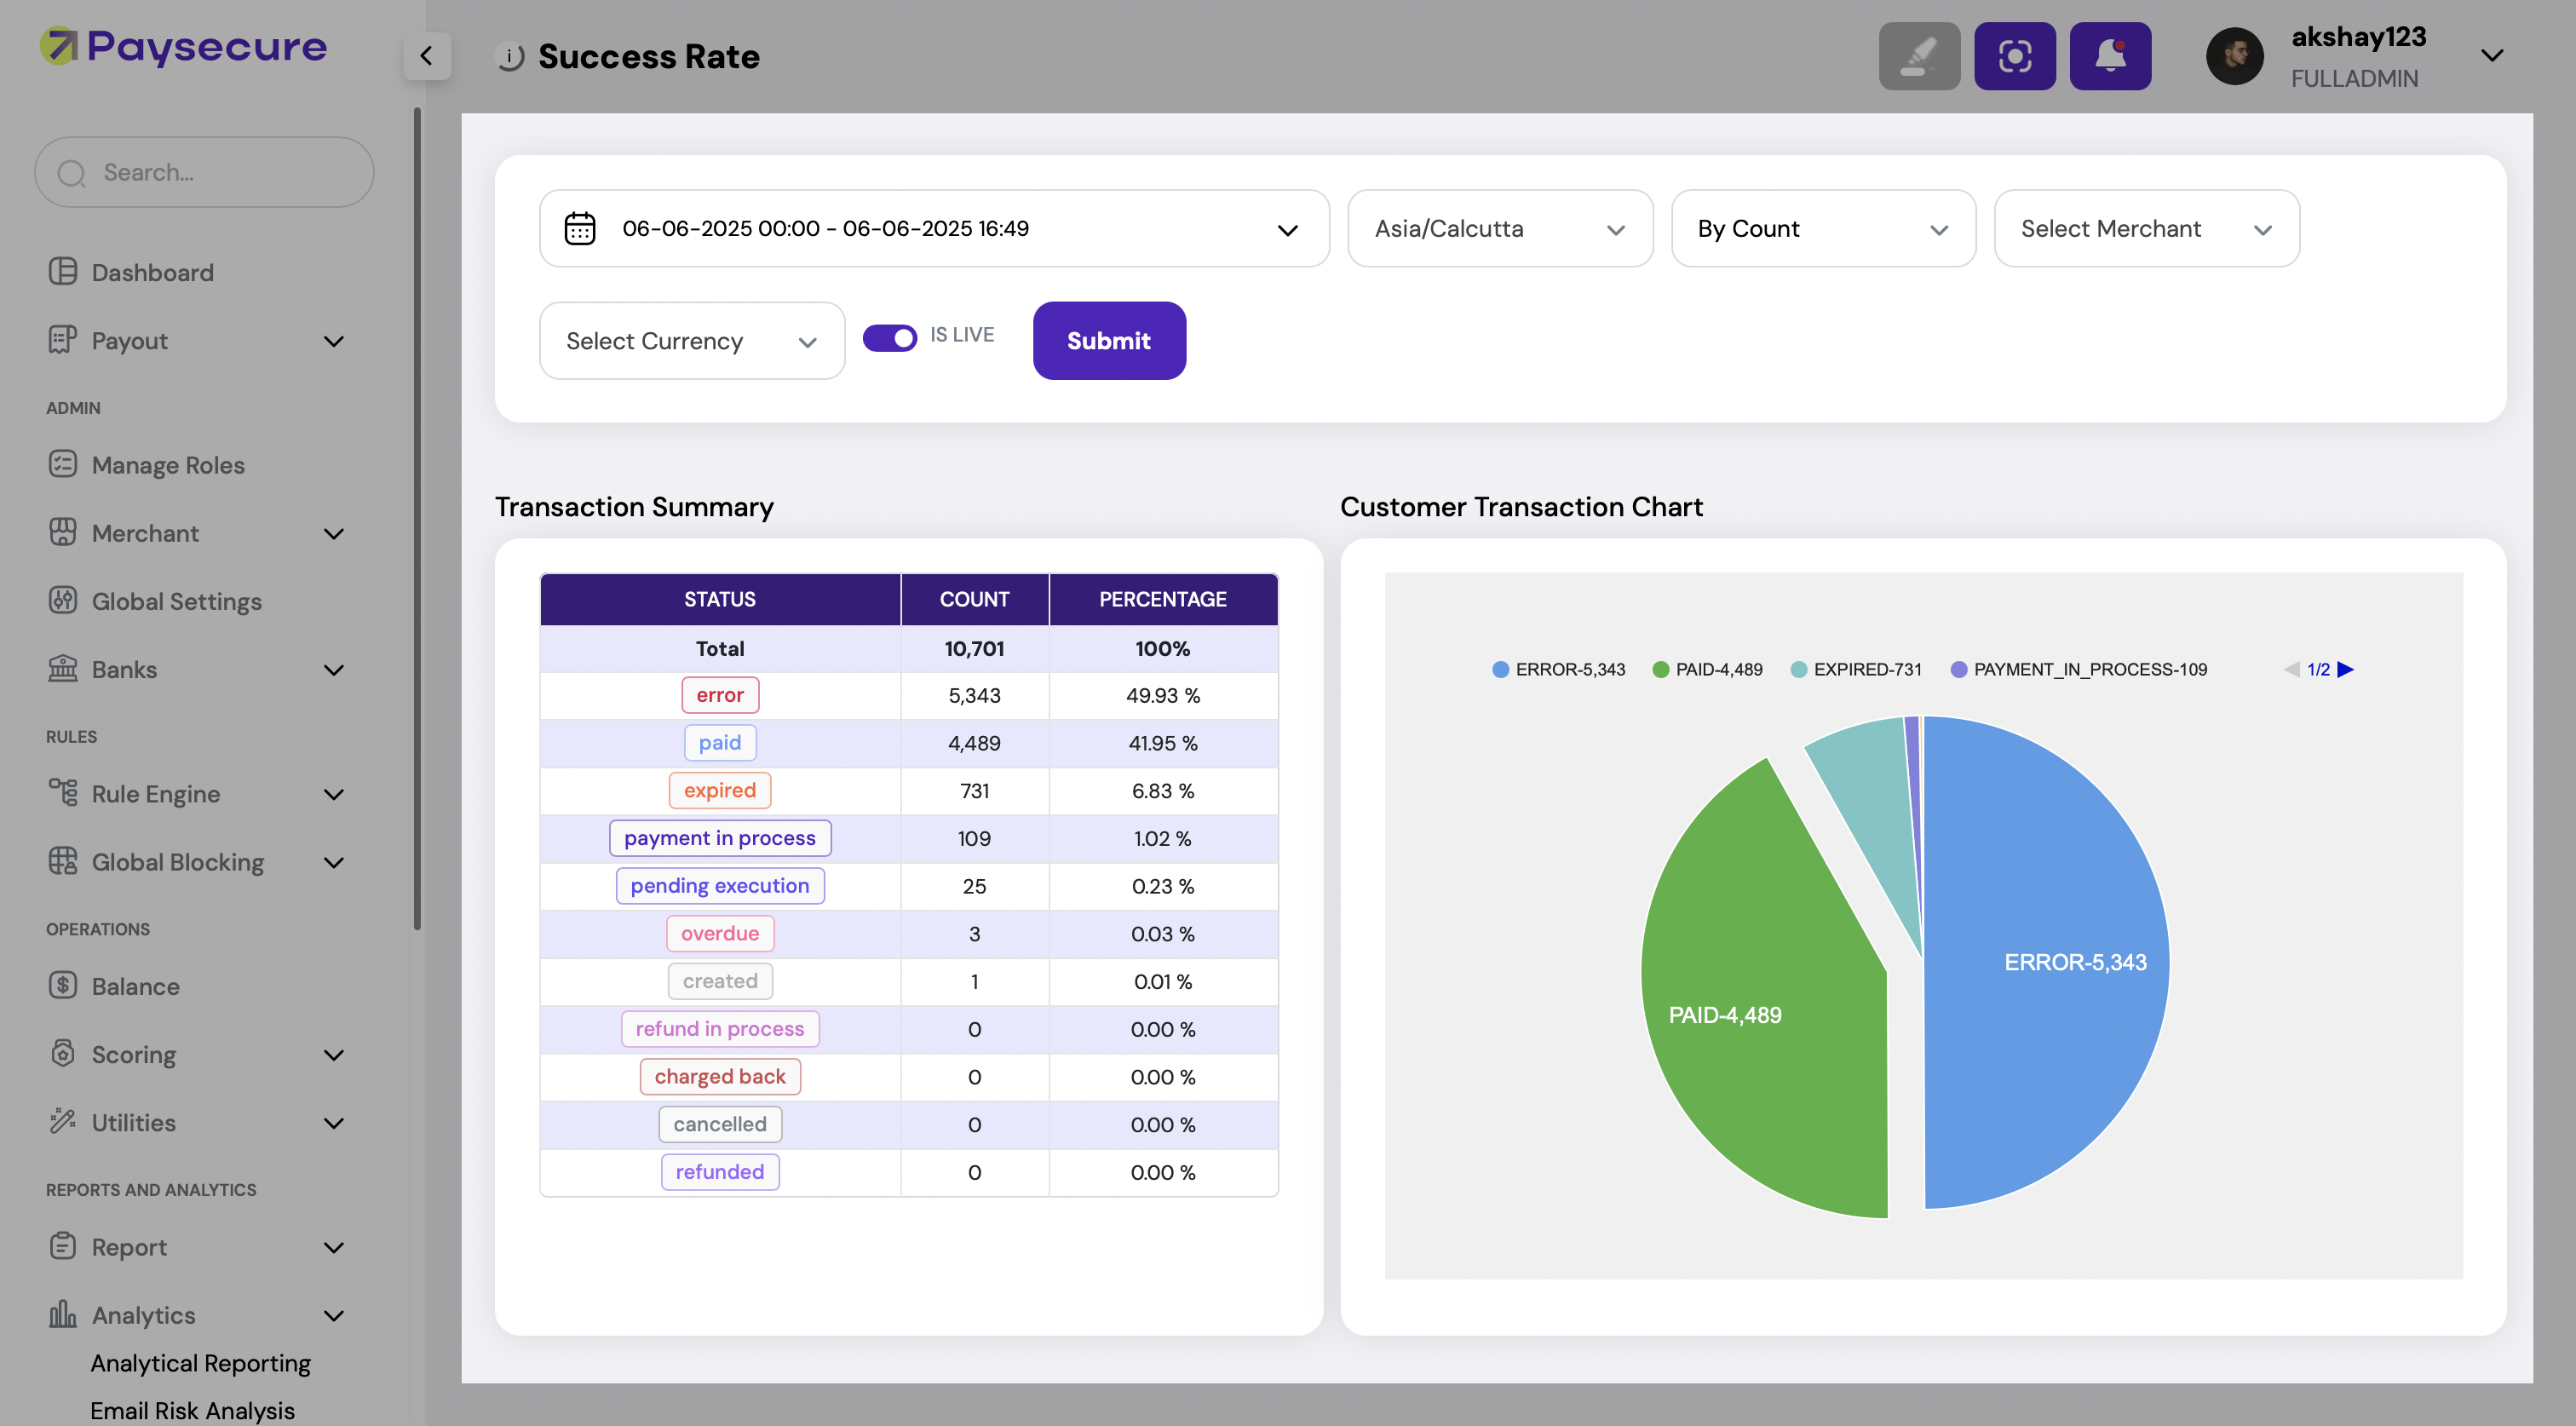 Paysecure
Search...
Dashboard
Payout
ADMIN
Manage Roles
Merchant
Global Settings
Banks
RULES
Rule Engine
Global Blocking
OPERATIONS
Balance
Scoring
Utilities
REPORTS AND ANALYTICS
Report
Analytics
Analytical Reporting
Email Risk Analysis
i Success Rate
akshay123
FULLADMIN
06-06-2025 00:00 - 06-06-2025 16:49 Asia/Calcutta By Count Select Merchant
Select Currency IS LIVE Submit
Transaction Summary
STATUS COUNT PERCENTAGE
Total 10,701 100%
error 5,343 49.93 %
paid 4,489 41.95 %
expired 731 6.83 %
payment in process 109 1.02 %
pending execution 25 0.23 %
overdue 3 0.03 %
created 1 0.01 %
refund in process 0 0.00 %
charged back 0 0.00 %
cancelled 0 0.00 %
refunded 0 0.00 %
Customer Transaction Chart
ERROR-5,343 PAID-4,489 EXPIRED-731 PAYMENT_IN_PROCESS-109 1/2
ERROR-5,343
PAID-4,489